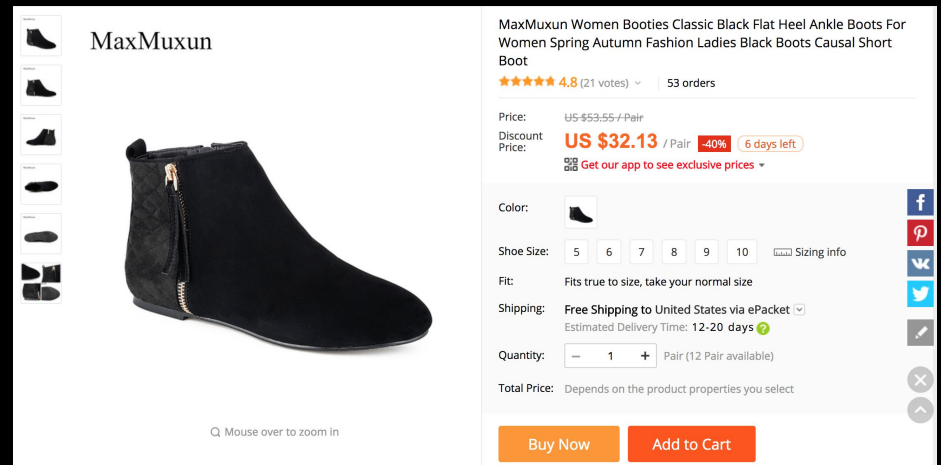 MaxMuxun
Mouse over to zoom in
MaxMuxun Women Booties Classic Black Flat Heel Ankle Boots For
Women Spring Autumn Fashion Ladies Black Boots Causal Short
Boot
4.8 (21 votes)
53 orders
Price: US $53.55 / Pair
Discount
Price:
US $32.13 / Pair -40% 6 days left
Get our app to see exclusive prices
Color:
Shoe Size: 5 6 7 8 9 10 Sizing info
Fit: Fits true to size, take your normal size
Shipping: Free Shipping to United States via ePacket
Estimated Delivery Time: 12-20 days ?
Quantity: − 1 + Pair (12 Pair available)
Total Price: Depends on the product properties you select
Buy Now Add to Cart